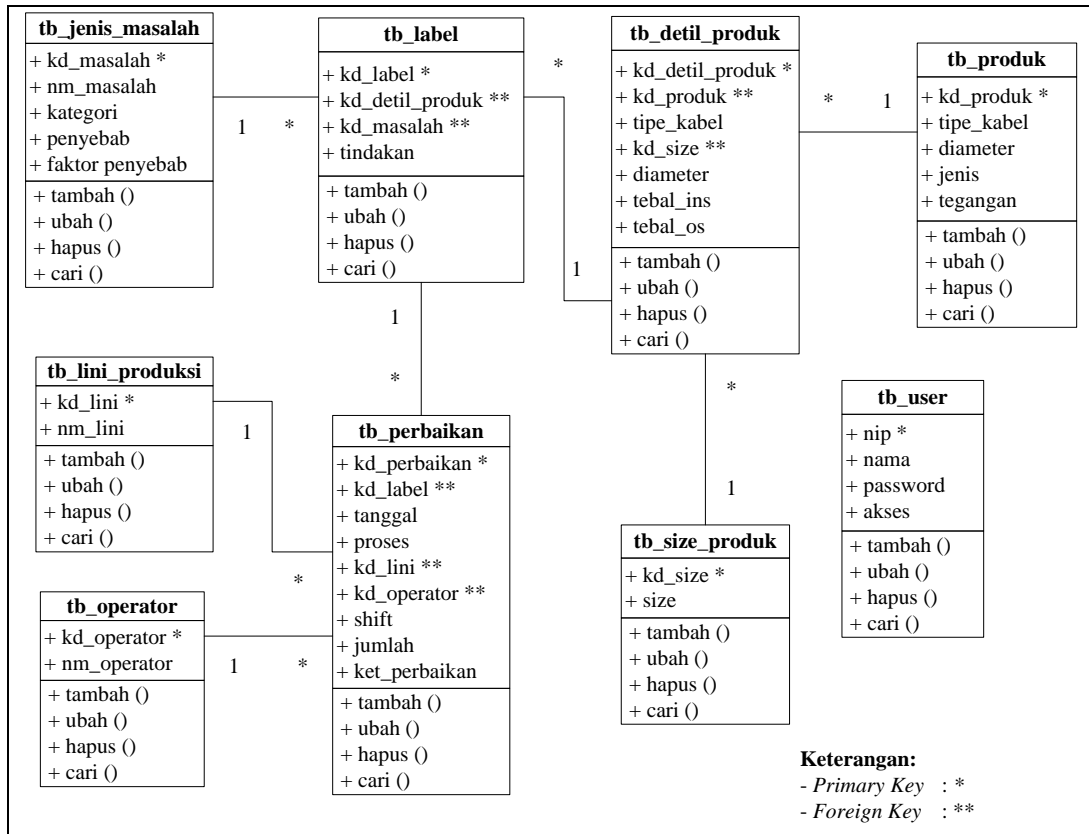 tb_jenis_masalah
+ kd_masalah *
+ nm_masalah
+ kategori
+ penyebab
+ faktor penyebab
+ tambah ()
+ ubah ()
+ hapus ()
+ cari ()
1
*
tb_label
+ kd_label *
+ kd_detil_produk **
+ kd_masalah **
+ tindakan
+ tambah ()
+ ubah ()
+ hapus ()
+ cari ()
*
1
tb_detil_produk
+ kd_detil_produk *
+ kd_produk **
+ tipe_kabel
+ kd_size **
+ diameter
+ tebal_ins
+ tebal_os
+ tambah ()
+ ubah ()
+ hapus ()
+ cari ()
*
1
tb_produk
+ kd_produk *
+ tipe_kabel
+ diameter
+ jenis
+ tegangan
+ tambah ()
+ ubah ()
+ hapus ()
+ cari ()
1
*
*
1
tb_lini_produksi
+ kd_lini *
+ nm_lini
+ tambah ()
+ ubah ()
+ hapus ()
+ cari ()
1
*
tb_perbaikan
+ kd_perbaikan *
+ kd_label **
+ tanggal
+ proses
+ kd_lini **
+ kd_operator **
+ shift
+ jumlah
+ ket_perbaikan
+ tambah ()
+ ubah ()
+ hapus ()
+ cari ()
tb_operator
+ kd_operator *
+ nm_operator
+ tambah ()
+ ubah ()
+ hapus ()
+ cari ()
1
*
tb_size_produk
+ kd_size *
+ size
+ tambah ()
+ ubah ()
+ hapus ()
+ cari ()
tb_user
+ nip *
+ nama
+ password
+ akses
+ tambah ()
+ ubah ()
+ hapus ()
+ cari ()
Keterangan:
- Primary Key : *
- Foreign Key : **